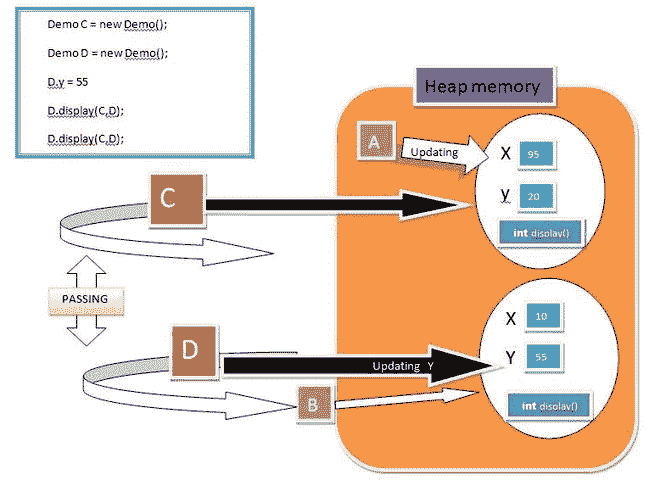 Demo C = new Demo();
Demo D = new Demo();
D.y = 55
D.display(C,D);
D.display(C,D);
Heap memory
A
Updating
X 95
y 20
int display()
C
PASSING
D
Updating Y
X 10
Y 55
B
int display()